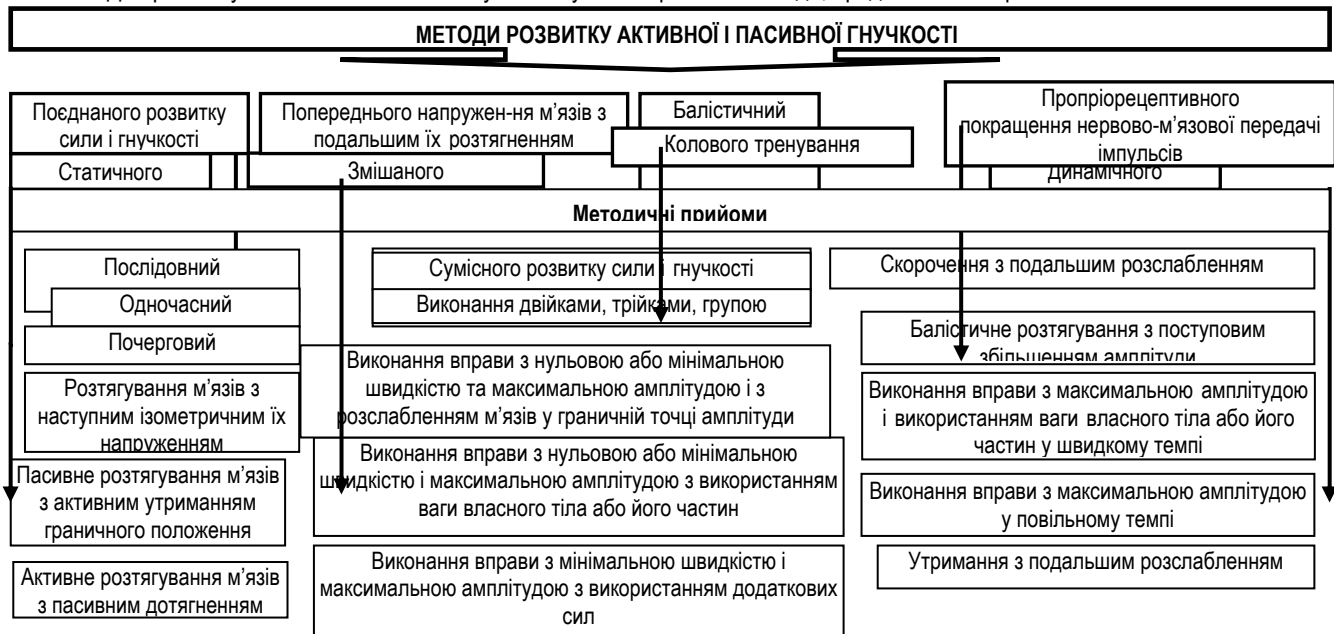 МЕТОДИ РОЗВИТКУ АКТИВНОЇ І ПАСИВНОЇ ГНУЧКОСТІ
Поєднаного розвитку
сили і гнучкості
Попереднього напружен-ня м’язів з
подальшим їх розтягненням
Балістичний
Колового тренування
Пропріорецептивного
покращення нервово-м’язової передачі
імпульсів
Статичного
Змішаного
Динамічного
Методичні прийоми
Послідовний
Одночасний
Почерговий
Розтягування м’язів з
наступним ізометричним їх
напруженням
Пасивне розтягування м’язів
з активним утриманням
граничного положення
Активне розтягування м’язів
з пасивним дотягненням
Сумісного розвитку сили і гнучкості
Виконання двійками, трійками, групою
Виконання вправи з нульовою або мінімальною
швидкістю та максимальною амплітудою і з
розслабленням м’язів у граничній точці амплітуди
Виконання вправи з нульовою або мінімальною
швидкістю і максимальною амплітудою з використанням
ваги власного тіла або його частин
Виконання вправи з мінімальною швидкістю і
максимальною амплітудою з використанням додаткових
сил
Скорочення з подальшим розслабленням
Балістичне розтягування з поступовим
збільшенням амплітуди
Виконання вправи з максимальною амплітудою
і використанням ваги власного тіла або його
частин у швидкому темпі
Виконання вправи з максимальною амплітудою
у повільному темпі
Утримання з подальшим розслабленням